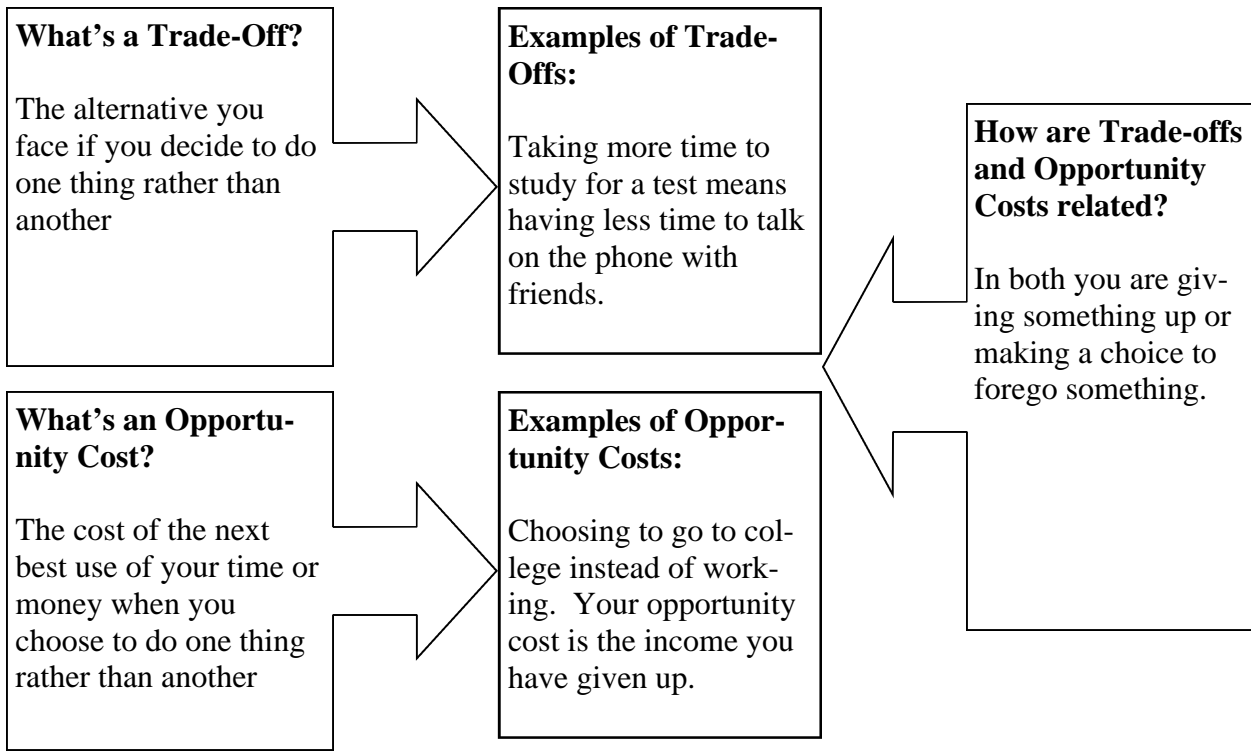 What’s a Trade-Off?
The alternative you
face if you decide to do
one thing rather than
another
Examples of Trade-
Offs:
Taking more time to
study for a test means
having less time to talk
on the phone with
friends.
How are Trade-offs
and Opportunity
Costs related?
In both you are giv-
ing something up or
making a choice to
forego something.
What’s an Opportu-
nity Cost?
The cost of the next
best use of your time or
money when you
choose to do one thing
rather than another
Examples of Oppor-
tunity Costs:
Choosing to go to col-
lege instead of work-
ing.  Your opportunity
cost is the income you
have given up.